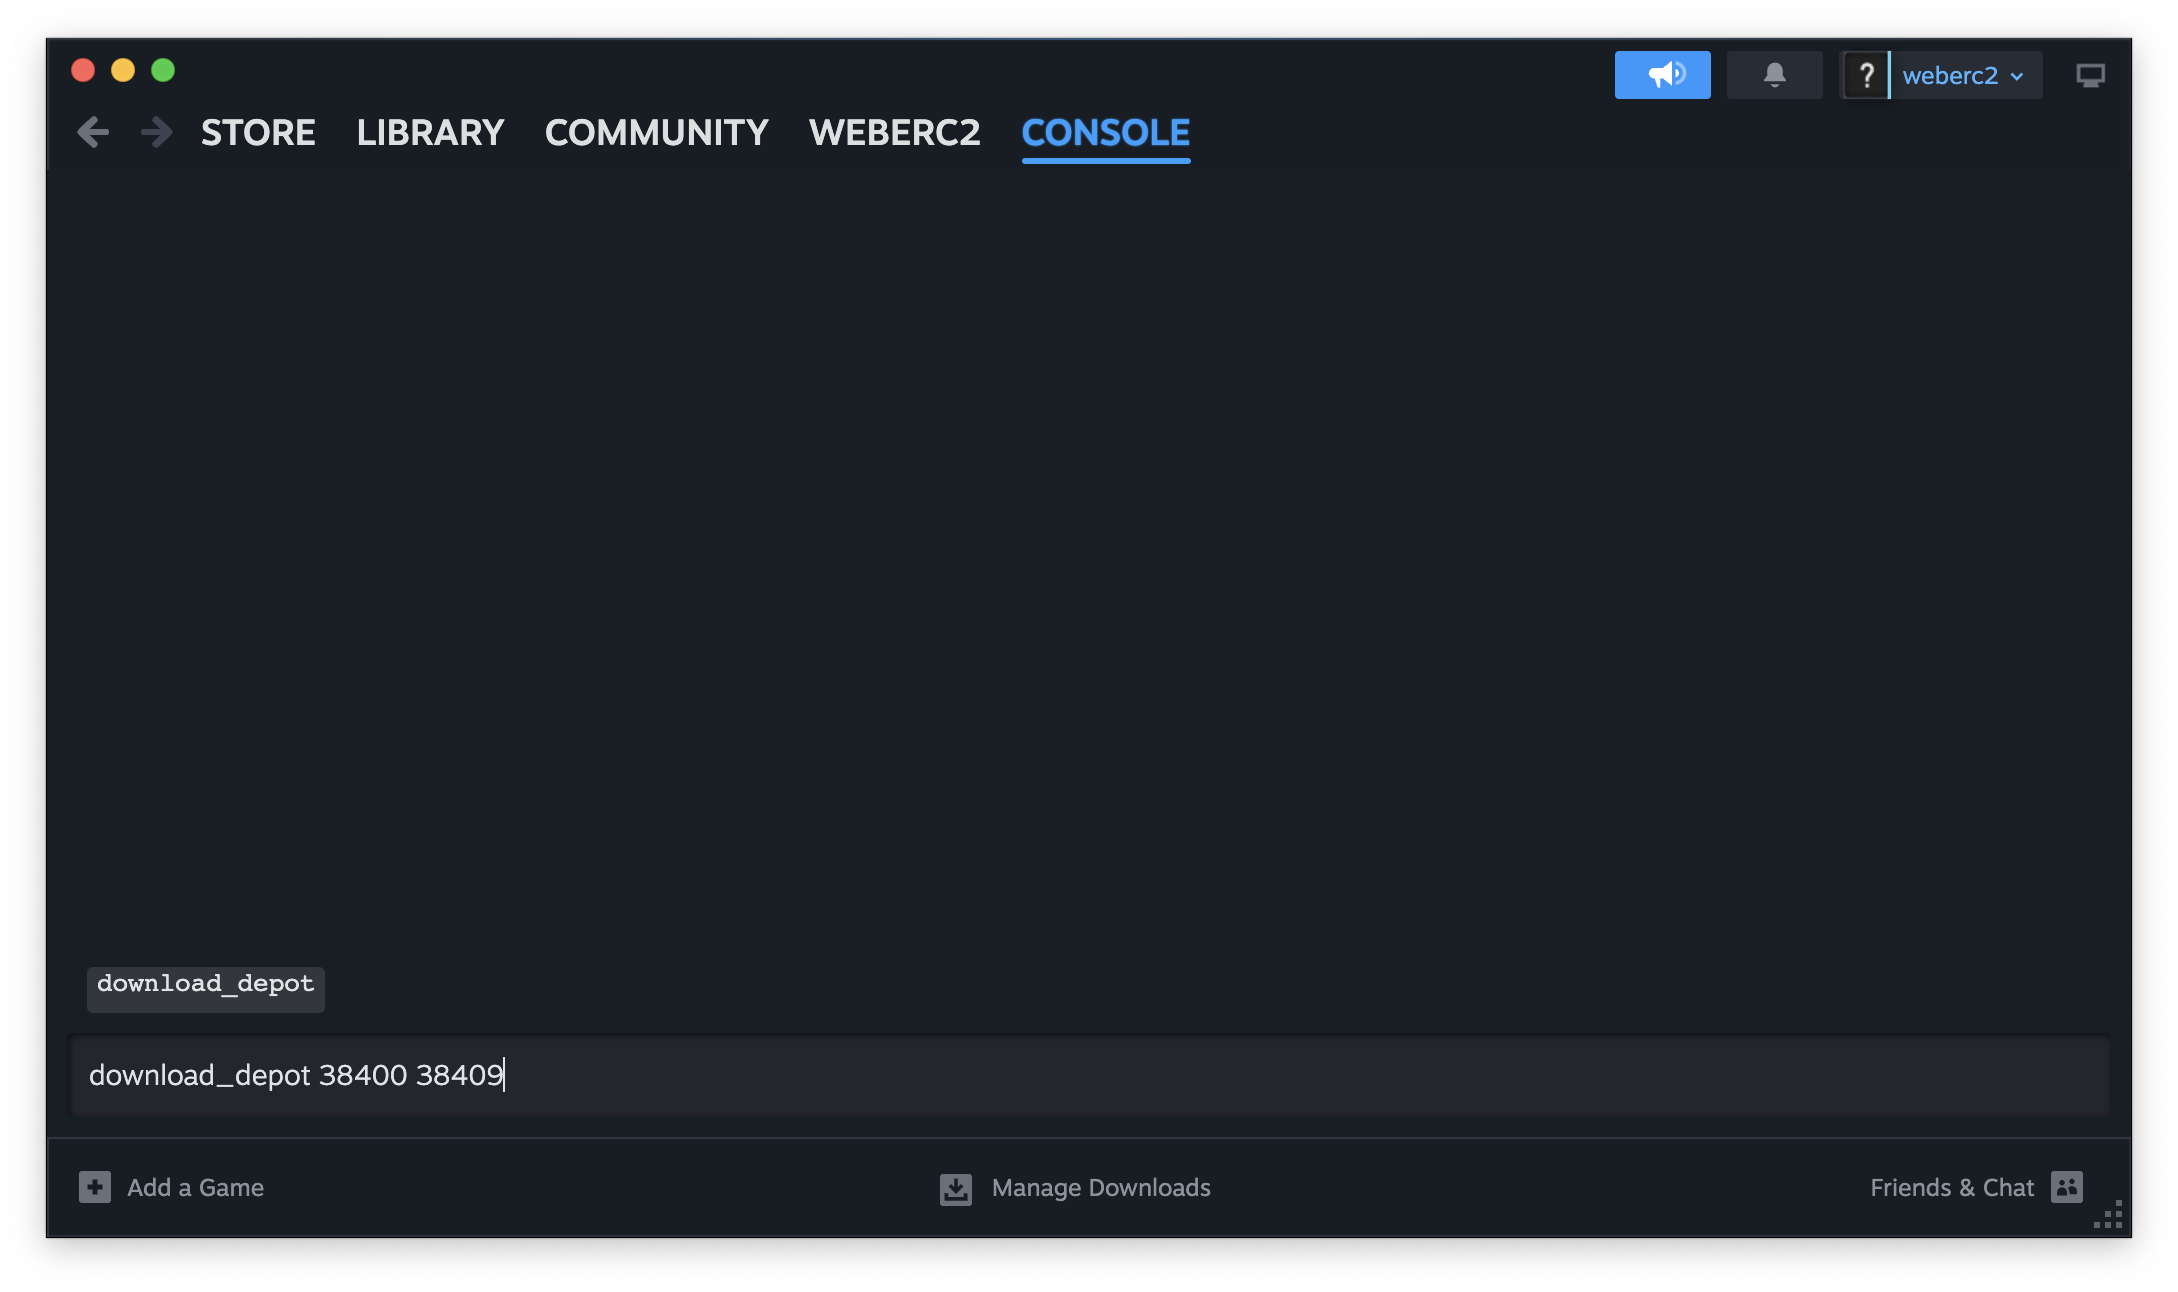 ? weberc2
STORE LIBRARY COMMUNITY WEBERC2 CONSOLE
download_depot
download_depot 38400 38409
Add a Game Manage Downloads Friends & Chat